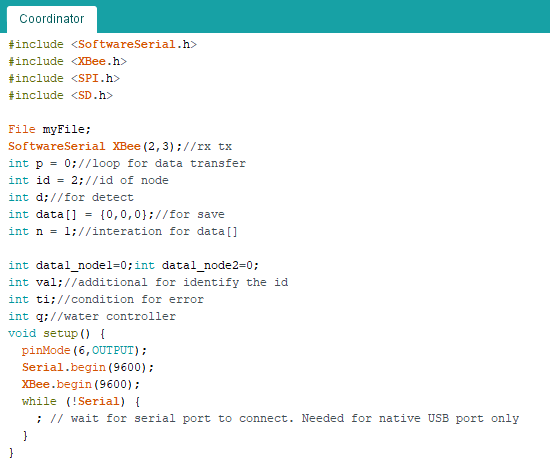 Coordinator
#include <SoftwareSerial.h>
#include <XBee.h>
#include <SPI.h>
#include <SD.h>

File myFile;
SoftwareSerial XBee(2,3);//rx tx
int p = 0;//loop for data transfer
int id = 2;//id of node
int d;//for detect
int data[] = {0,0,0};//for save
int n = 1;//interation for data[]

int data1_node1=0;int data1_node2=0;
int val;//additional for identify the id
int ti;//condition for error
int q;//water controller
void setup() {
  pinMode(6,OUTPUT);
  Serial.begin(9600);
  XBee.begin(9600);
  while (!Serial) {
    ; // wait for serial port to connect. Needed for native USB port only
  }
}